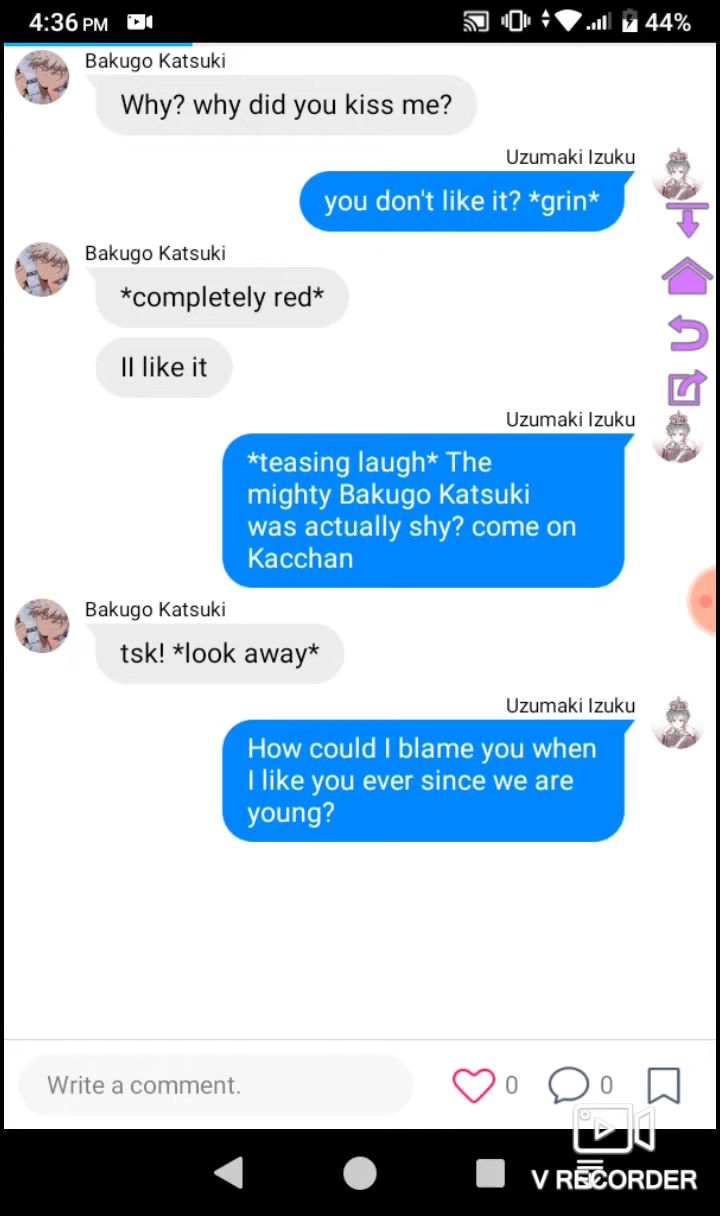 4:36 PM
44%
Bakugo Katsuki
Why? why did you kiss me?
Uzumaki Izuku
you don't like it? *grin*
Bakugo Katsuki
*completely red*
II like it
Uzumaki Izuku
*teasing laugh* The
mighty Bakugo Katsuki
was actually shy? come on
Kacchan
Bakugo Katsuki
tsk! *look away*
Uzumaki Izuku
How could I blame you when
I like you ever since we are
young?
Write a comment.
0
0
V RECORDER